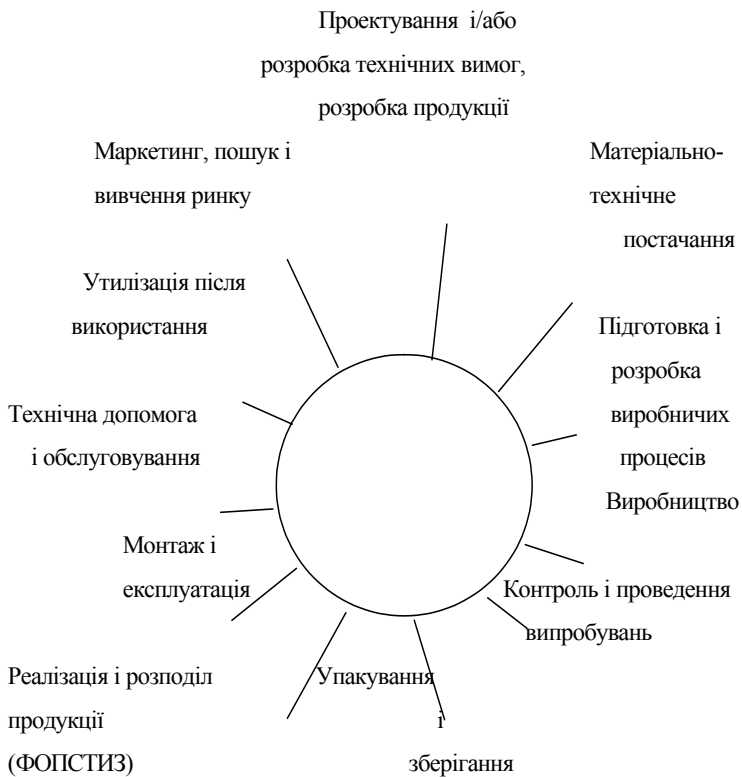 Проектування і/або
розробка технічних вимог,
розробка продукції
Маркетинг, пошук і
вивчення ринку
Матеріально-
технічне
постачання
Утилізація після
використання
Підготовка і
розробка
виробничих
процесів
Технічна допомога
і обслуговування
Виробництво
Монтаж і
експлуатація
Контроль і проведення
випробувань
Реалізація і розподіл
продукції
(ФОПСТИЗ)
Упакування
і
зберігання